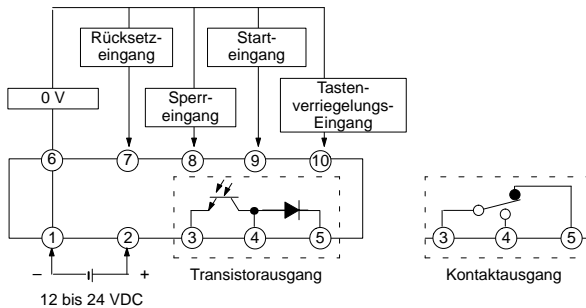 Rücksetz-
eingang
Start-
eingang
0 V
Sperr-
eingang
Tasten-
verriegelungs-
Eingang
6 7 8 9 10
1 2 3 4 5
3 4 5
− +
Transistorausgang
Kontaktausgang
12 bis 24 VDC